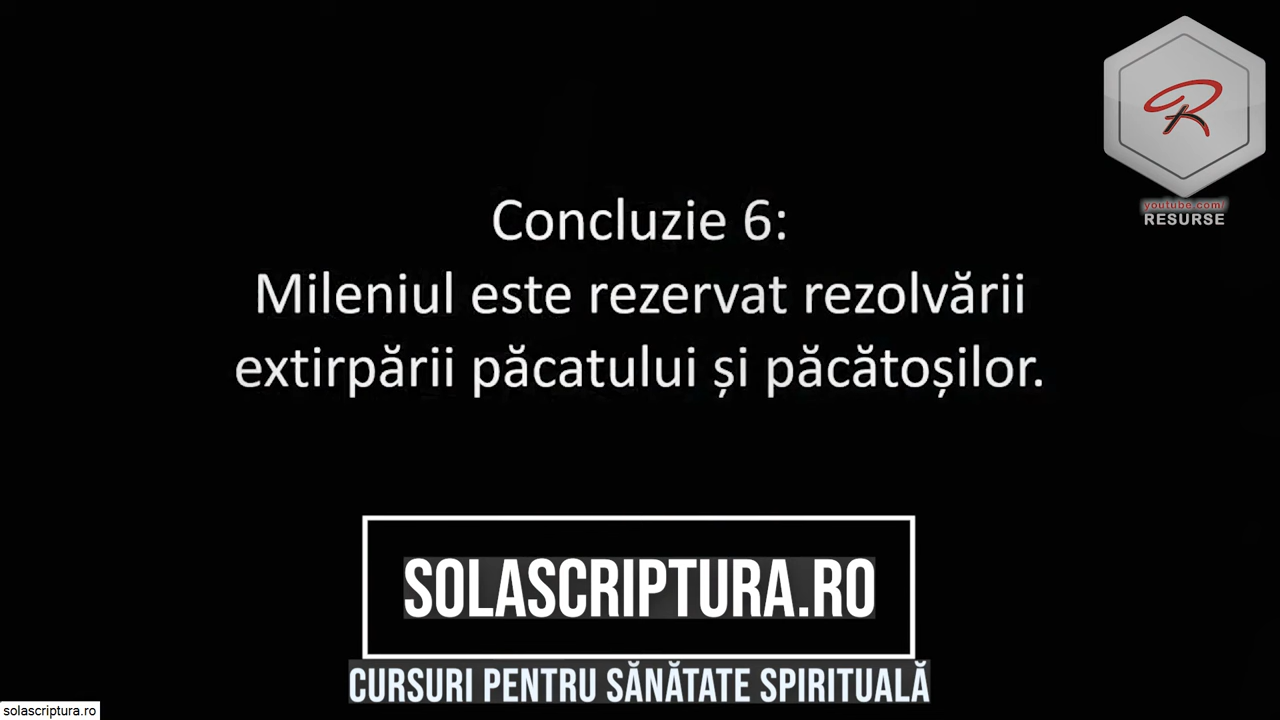 youtube.com/
RESURSE
Concluzie 6:
Mileniul este rezervat rezolvării
extirpării păcatului și păcătoșilor.
SOLASCRIPTURA.RO
CURSURI PENTRU SĂNĂTATE SPIRITUALĂ
solascriptura.ro